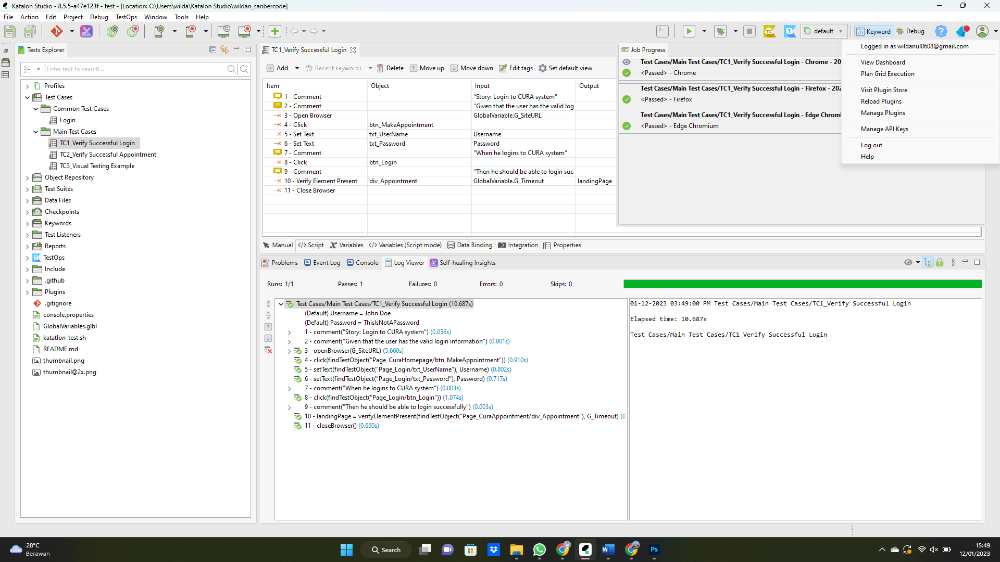 Katalon Studio - 8.5.5-a47e123f - test - [Location: C:\Users\wilda\Katalon Studio\wildan_sanbercode]
File Action Edit Project Debug TestOps Window Tools Help
default Keyword Debug
Tests Explorer
Enter text to search...
Profiles
Test Cases
Common Test Cases
Login
Main Test Cases
TC1_Verify Successful Login
TC2_Verify Successful Appointment
TC3_Visual Testing Example
Object Repository
Test Suites
Data Files
Checkpoints
Keywords
Test Listeners
Reports
TestOps
Include
.github
Plugins
.gitignore
console.properties
GlobalVariables.glbl
katatlon-test.sh
README.md
thumbnail.png
thumbnail@2x.png
TC1_Verify Successful Login
Add Recent keywords Delete Move up Move down Edit tags Set default view
Item Object Input Output
1 - Comment "Story: Login to CURA system"
2 - Comment "Given that the user has the valid log
3 - Open Browser GlobalVariable.G_SiteURL
4 - Click btn_MakeAppointment
5 - Set Text txt_UserName Username
6 - Set Text txt_Password Password
7 - Comment "When he logins to CURA system"
8 - Click btn_Login
9 - Comment "Then he should be able to login suc
10 - Verify Element Present div_Appointment GlobalVariable.G_Timeout landingPage
11 - Close Browser
Manual Script Variables Variables (Script mode) Data Binding Integration Properties
Job Progress
Test Cases/Main Test Cases/TC1_Verify Successful Login - Chrome - 20
<Passed> - Chrome
Test Cases/Main Test Cases/TC1_Verify Successful Login - Firefox - 202
<Passed> - Firefox
Test Cases/Main Test Cases/TC1_Verify Successful Login - Edge Chromi
<Passed> - Edge Chromium
Logged in as wildanul0608@gmail.com
View Dashboard
Plan Grid Execution
Visit Plugin Store
Reload Plugins
Manage Plugins
Manage API Keys
Log out
Help
Problems Event Log Console Log Viewer Self-healing Insights
Runs: 1/1 Passes: 1 Failures: 0 Errors: 0 Skips: 0
Test Cases/Main Test Cases/TC1_Verify Successful Login (10.687s)
(Default) Username = John Doe
(Default) Password = ThisIsNotAPassword
1 - comment("Story: Login to CURA system") (0.056s)
2 - comment("Given that the user has the valid login information") (0.001s)
3 - openBrowser(G_SiteURL) (5.660s)
4 - click(findTestObject("Page_CuraHomepage/btn_MakeAppointment")) (0.910s)
5 - setText(findTestObject("Page_Login/txt_UserName"), Username) (0.802s)
6 - setText(findTestObject("Page_Login/txt_Password"), Password) (0.717s)
7 - comment("When he logins to CURA system") (0.003s)
8 - click(findTestObject("Page_Login/btn_Login")) (1.074s)
9 - comment("Then he should be able to login successfully") (0.003s)
10 - landingPage = verifyElementPresent(findTestObject("Page_CuraAppointment/div_Appointment"), G_Timeout) (0
11 - closeBrowser() (0.660s)
01-12-2023 03:49:00 PM Test Cases/Main Test Cases/TC1_Verify Successful Login
Elapsed time: 10.687s
Test Cases/Main Test Cases/TC1_Verify Successful Login
28°C
Berawan
Search
15:49
12/01/2023